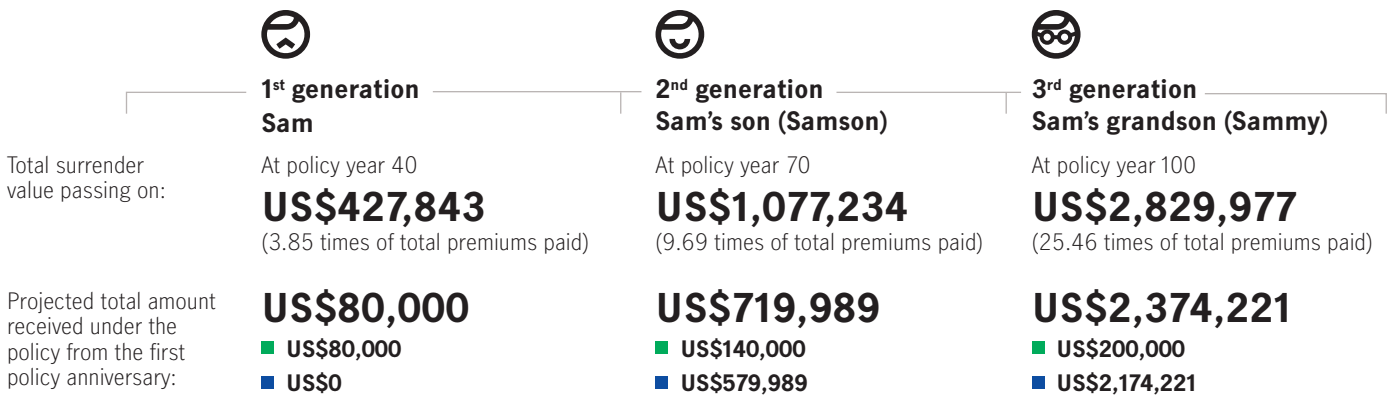 1st generation
Sam
2nd generation
Sam's son (Samson)
3rd generation
Sam's grandson (Sammy)
Total surrender
value passing on:
At policy year 40
US$427,843
(3.85 times of total premiums paid)
At policy year 70
US$1,077,234
(9.69 times of total premiums paid)
At policy year 100
US$2,829,977
(25.46 times of total premiums paid)
Projected total amount
received under the
policy from the first
policy anniversary:
US$80,000
US$80,000
US$0
US$719,989
US$140,000
US$579,989
US$2,374,221
US$200,000
US$2,174,221